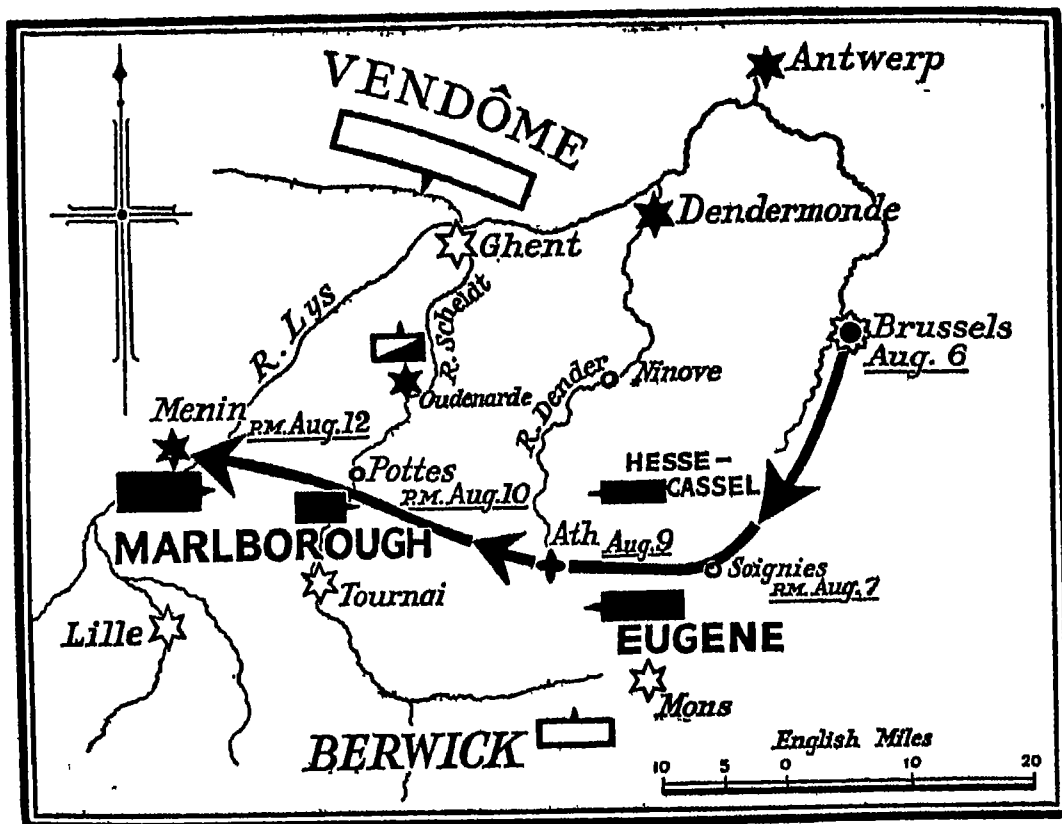 Antwerp
VENDÔME
Dendermonde
Ghent
R. Lys
R. Scheldt
Brussels
Aug. 6
Oudenarde
Ninove
R. Dender
Menin
P.M. Aug. 12
HESSE-
CASSEL
Pottes
P.M. Aug. 10
MARLBOROUGH
Ath Aug. 9
Soignies
P.M. Aug. 7
Tournai
Lille
EUGENE
Mons
BERWICK
English Miles
10 5 0 10 20